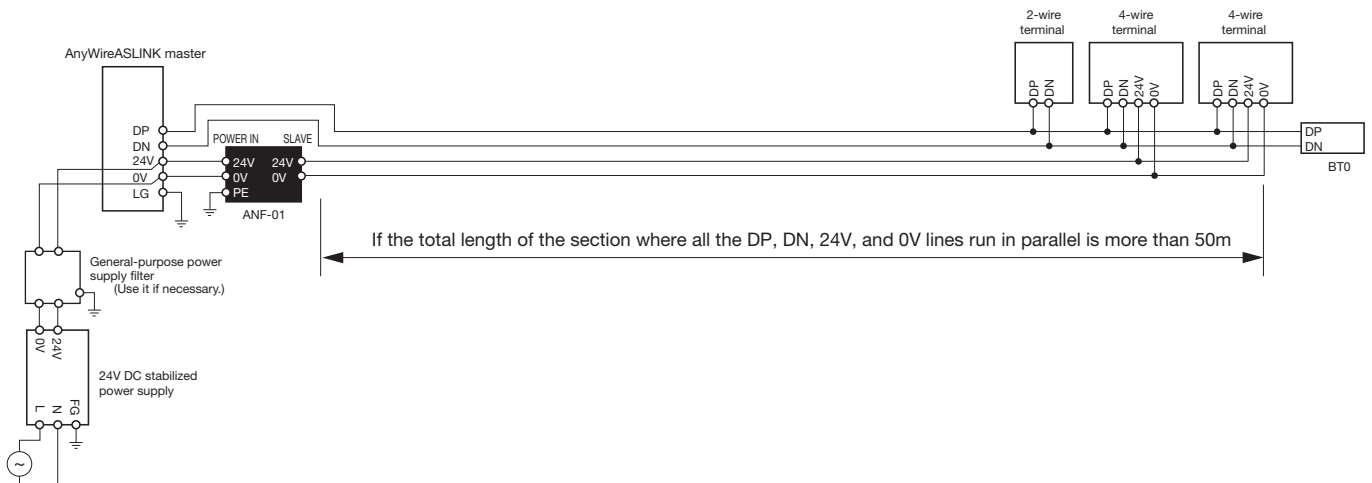 2-wire
terminal
4-wire
terminal
4-wire
terminal
AnyWireASLINK master
DP
DN
24V
0V
DP
DN
24V
0V
DP
DN
DP
DN
24V
0V
LG
POWER IN
SLAVE
24V
24V
0V
0V
PE
ANF-01
DP
DN
BT0
If the total length of the section where all the DP, DN, 24V, and 0V lines run in parallel is more than 50m
General-purpose power
supply filter
(Use it if necessary.)
0V
24V
24V DC stabilized
power supply
L
N
FG
~